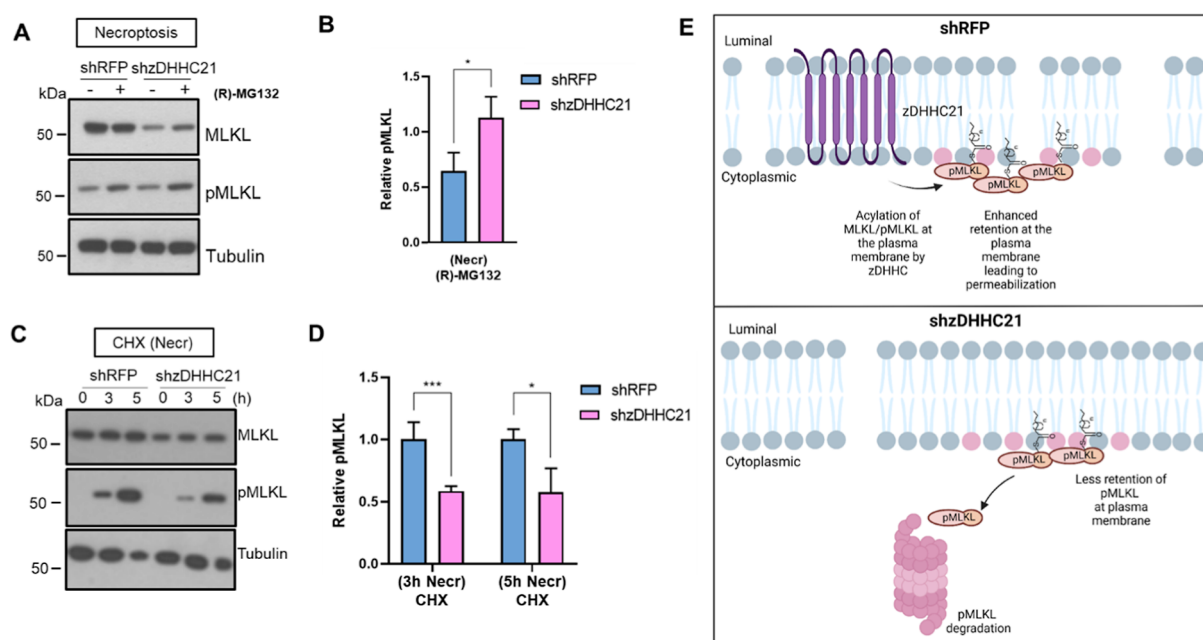 A
Necroptosis
shRFP shzDHHC21
- + - +
kDa
(R)-MG132
50
MLKL
50
pMLKL
50
Tubulin
B
Relative pMLKL
1.5
1.0
0.5
0.0
*
shRFP
shzDHHC21
(Necr)
(R)-MG132
C
CHX (Necr)
shRFP shzDHHC21
kDa 0 3 5 0 3 5 (h)
50
MLKL
50
pMLKL
50
Tubulin
D
Relative pMLKL
1.5
1.0
0.5
0.0
***
*
shRFP
shzDHHC21
(3h Necr) (5h Necr)
CHX CHX
E
shRFP
Luminal
zDHHC21
Cytoplasmic
pMLKL
pMLKL
pMLKL
Acylation of
MLKL/pMLKL at
the plasma
membrane by
zDHHC
Enhanced
retention at the
plasma
membrane
leading to
permeabilization
shzDHHC21
Luminal
Cytoplasmic
pMLKL
pMLKL
Less retention of
pMLKL
at plasma
membrane
pMLKL
pMLKL
degradation